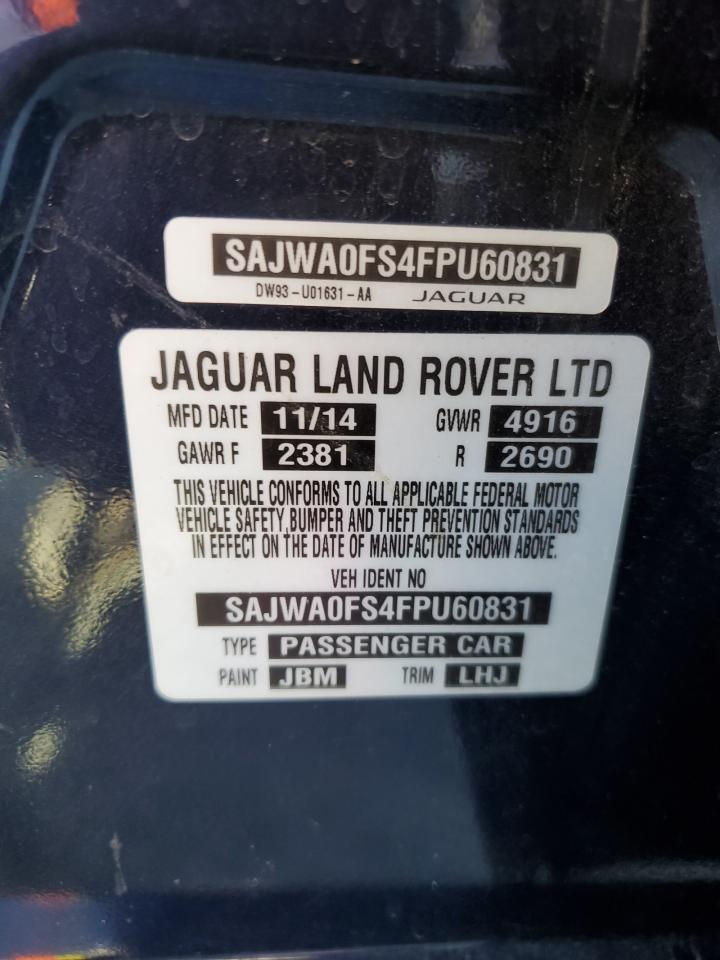 SAJWA0FS4FPU60831
DW93-U01631-AA JAGUAR
JAGUAR LAND ROVER LTD
MFD DATE 11/14 GVWR 4916
GAWR F 2381 R 2690
THIS VEHICLE CONFORMS TO ALL APPLICABLE FEDERAL MOTOR
VEHICLE SAFETY,BUMPER AND THEFT PREVENTION STANDARDS
IN EFFECT ON THE DATE OF MANUFACTURE SHOWN ABOVE.
VEH IDENT NO
SAJWA0FS4FPU60831
TYPE PASSENGER CAR
PAINT JBM TRIM LHJ